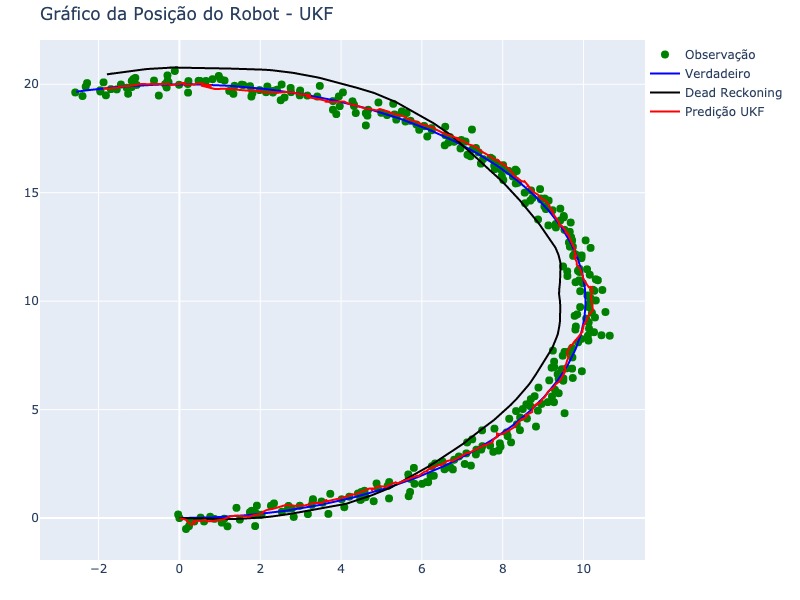 Gráfico da Posição do Robot - UKF
Observação
Verdadeiro
Dead Reckoning
Predição UKF
20
15
10
5
0
−2 0 2 4 6 8 10